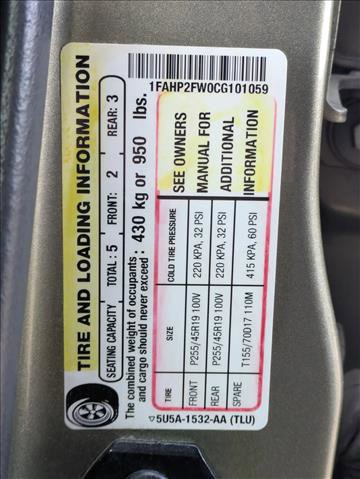 TIRE AND LOADING INFORMATION
SEATING CAPACITY TOTAL : 5 FRONT: 2 REAR: 3
The combined weight of occupants
and cargo should never exceed : 430 kg or 950 lbs.
1FAHP2FW0CG101059
TIRE SIZE COLD TIRE PRESSURE
FRONT P255/45R19 100V 220 KPA, 32 PSI
REAR P255/45R19 100V 220 KPA, 32 PSI
SPARE T155/70D17 110M 415 KPA, 60 PSI
SEE OWNERS
MANUAL FOR
ADDITIONAL
INFORMATION
▽5U5A-1532-AA (TLU)